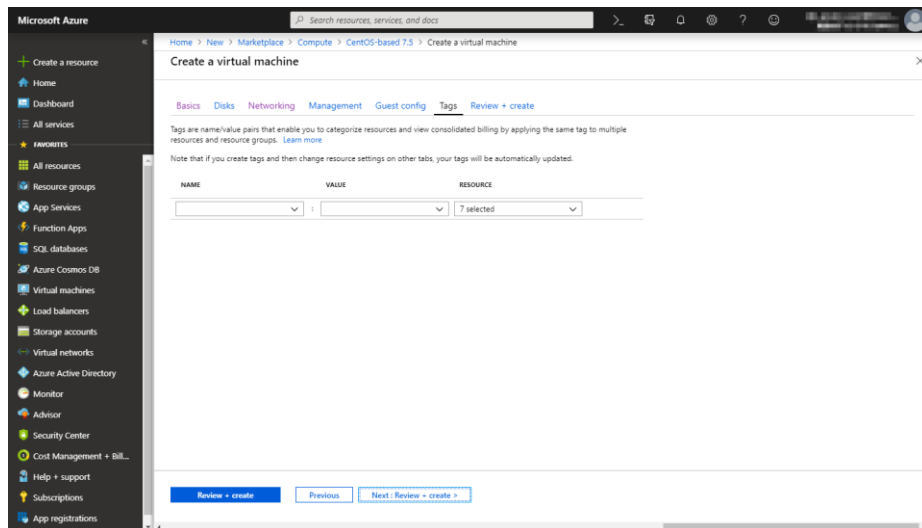 Microsoft Azure
Search resources, services, and docs
Home > New > Marketplace > Compute > CentOS-based 7.5 > Create a virtual machine
Create a virtual machine
Create a resource
Home
Dashboard
All services
FAVORITES
All resources
Resource groups
App Services
Function Apps
SQL databases
Azure Cosmos DB
Virtual machines
Load balancers
Storage accounts
Virtual networks
Azure Active Directory
Monitor
Advisor
Security Center
Cost Management + Bill...
Help + support
Subscriptions
App registrations
Basics Disks Networking Management Guest config Tags Review + create
Tags are name/value pairs that enable you to categorize resources and view consolidated billing by applying the same tag to multiple
resources and resource groups. Learn more
Note that if you create tags and then change resource settings on other tabs, your tags will be automatically updated.
NAME VALUE RESOURCE
: 7 selected
Review + create Previous Next : Review + create >